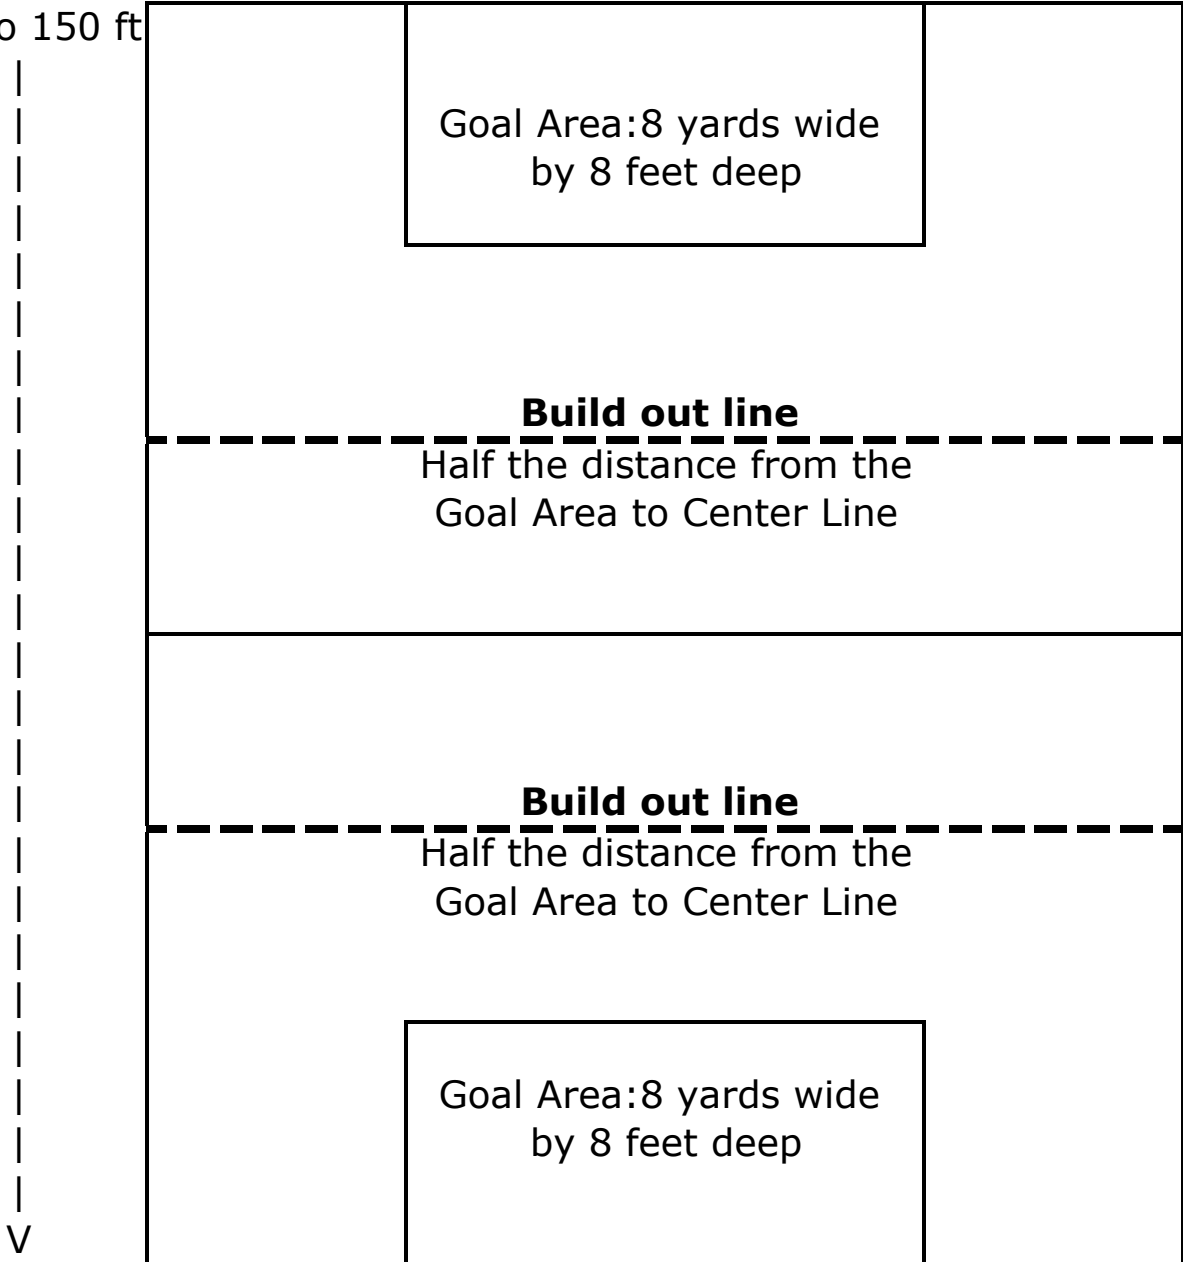 o 150 ft
Goal Area:8 yards wide
by 8 feet deep
Build out line
Half the distance from the
Goal Area to Center Line
Build out line
Half the distance from the
Goal Area to Center Line
Goal Area:8 yards wide
by 8 feet deep
V